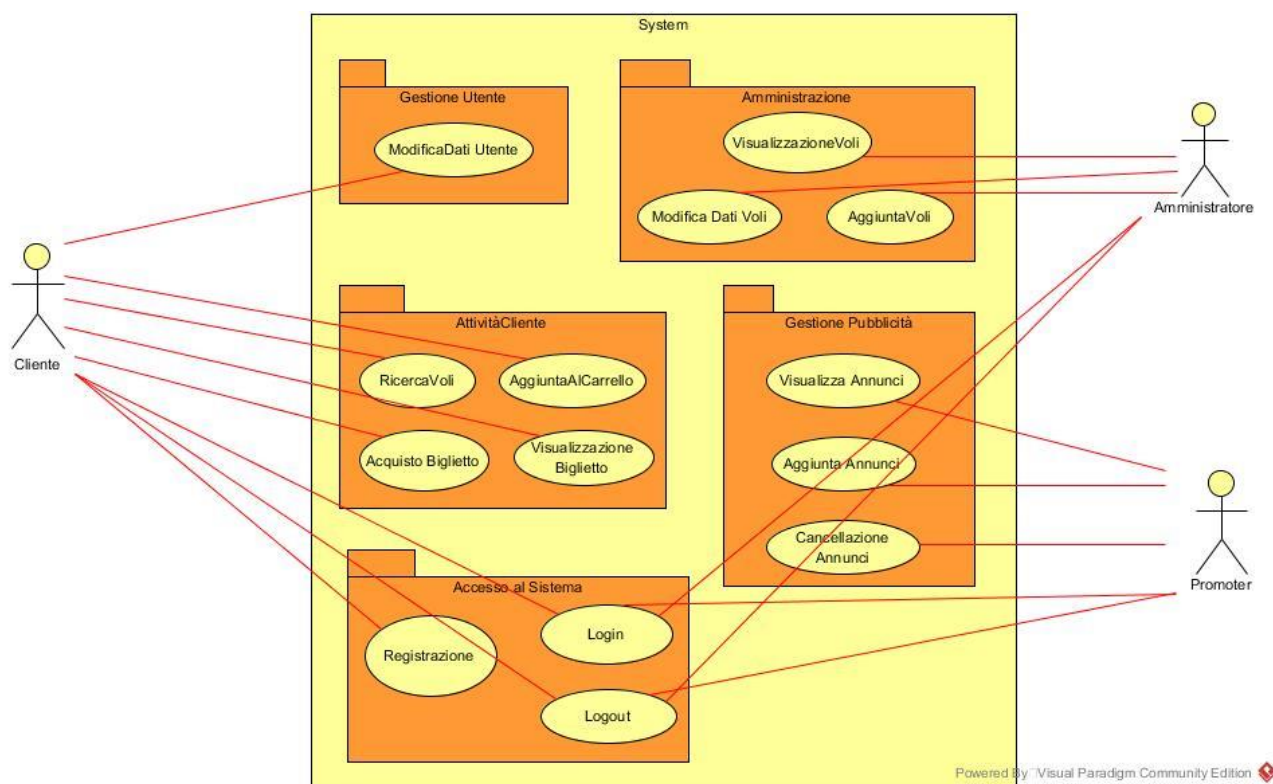 System
Gestione Utente
ModificaDati Utente
Amministrazione
VisualizzazioneVoli
Modifica Dati Voli
AggiuntaVoli
Amministratore
Cliente
AttivitàCliente
RicercaVoli
AggiuntaAlCarrello
Acquisto Biglietto
Visualizzazione
Biglietto
Gestione Pubblicità
Visualizza Annunci
Aggiunta Annunci
Cancellazione
Annunci
Promoter
Accesso al Sistema
Registrazione
Login
Logout
Powered By Visual Paradigm Community Edition